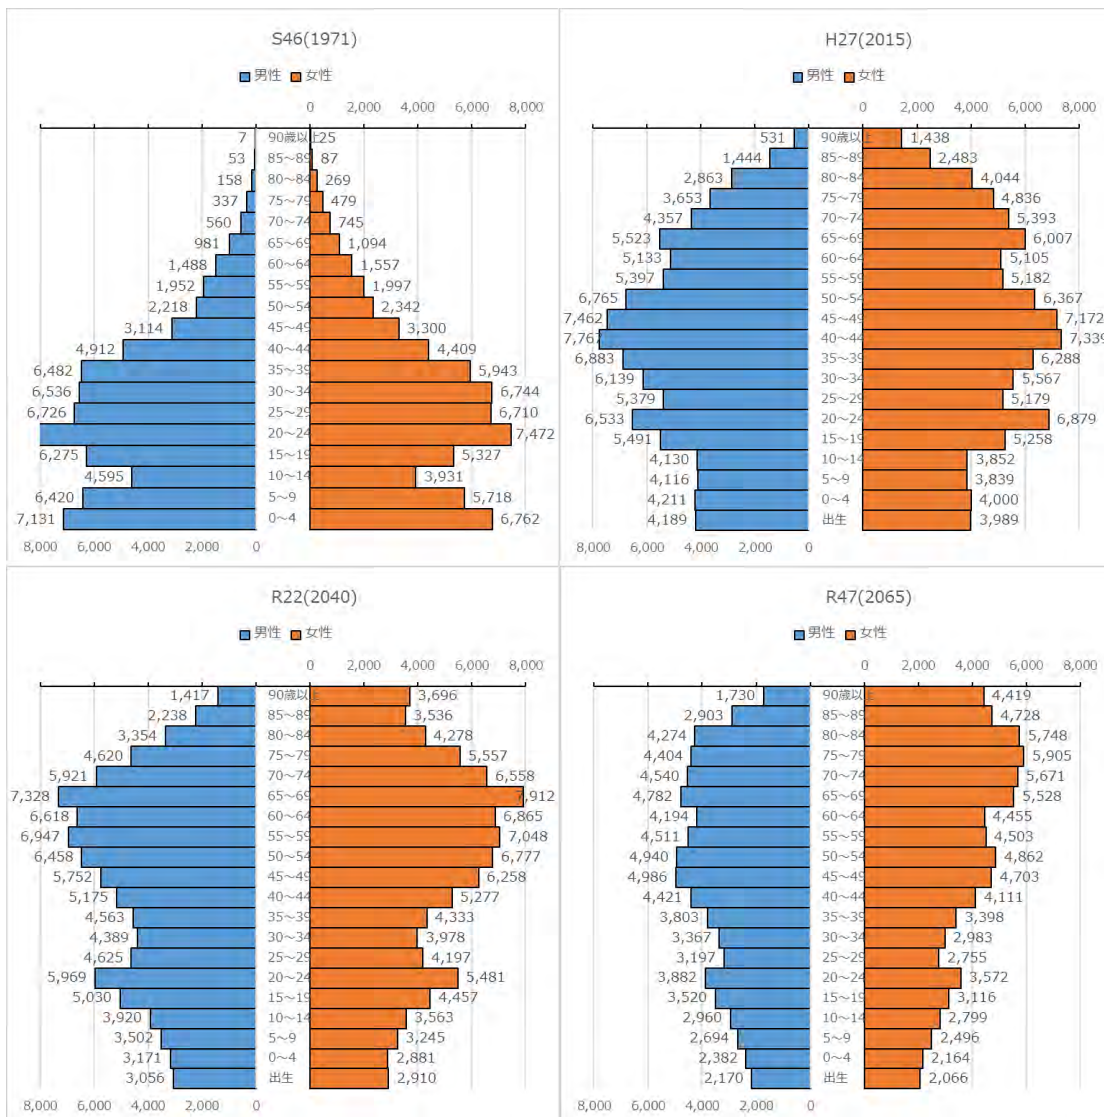 S46(1971)
男性 女性
0 2,000 4,000 6,000 8,000
7 90歳以上 25
53 85～89 87
158 80～84 269
337 75～79 479
560 70～74 745
981 65～69 1,094
1,488 60～64 1,557
1,952 55～59 1,997
2,218 50～54 2,342
3,114 45～49 3,300
4,912 40～44 4,409
6,482 35～39 5,943
6,536 30～34 6,744
6,726 25～29 6,710
20～24 7,472
6,275 15～19 5,327
4,595 10～14 3,931
6,420 5～9 5,718
7,131 0～4 6,762
8,000 6,000 4,000 2,000 0
H27(2015)
男性 女性
0 2,000 4,000 6,000 8,000
531 90歳以上 1,438
1,444 85～89 2,483
2,863 80～84 4,044
3,653 75～79 4,836
4,357 70～74 5,393
5,523 65～69 6,007
5,133 60～64 5,105
5,397 55～59 5,182
6,765 50～54 6,367
7,462 45～49 7,172
7,767 40～44 7,339
6,883 35～39 6,288
6,139 30～34 5,567
5,379 25～29 5,179
6,533 20～24 6,879
5,491 15～19 5,258
4,130 10～14 3,852
4,116 5～9 3,839
4,211 0～4 4,000
4,189 出生 3,989
8,000 6,000 4,000 2,000 0
R22(2040)
男性 女性
0 2,000 4,000 6,000 8,000
1,417 90歳以上 3,696
2,238 85～89 3,536
3,354 80～84 4,278
4,620 75～79 5,557
5,921 70～74 6,558
7,328 65～69 7,912
6,618 60～64 6,865
6,947 55～59 7,048
6,458 50～54 6,777
5,752 45～49 6,258
5,175 40～44 5,277
4,563 35～39 4,333
4,389 30～34 3,978
4,625 25～29 4,197
5,969 20～24 5,481
5,030 15～19 4,457
3,920 10～14 3,563
3,502 5～9 3,245
3,171 0～4 2,881
3,056 出生 2,910
8,000 6,000 4,000 2,000 0
R47(2065)
男性 女性
0 2,000 4,000 6,000 8,000
1,730 90歳以上 4,419
2,903 85～89 4,728
4,274 80～84 5,748
4,404 75～79 5,905
4,540 70～74 5,671
4,782 65～69 5,528
4,194 60～64 4,455
4,511 55～59 4,503
4,940 50～54 4,862
4,986 45～49 4,703
4,421 40～44 4,111
3,803 35～39 3,398
3,367 30～34 2,983
3,197 25～29 2,755
3,882 20～24 3,572
3,520 15～19 3,116
2,960 10～14 2,799
2,694 5～9 2,496
2,382 0～4 2,164
2,170 出生 2,066
8,000 6,000 4,000 2,000 0